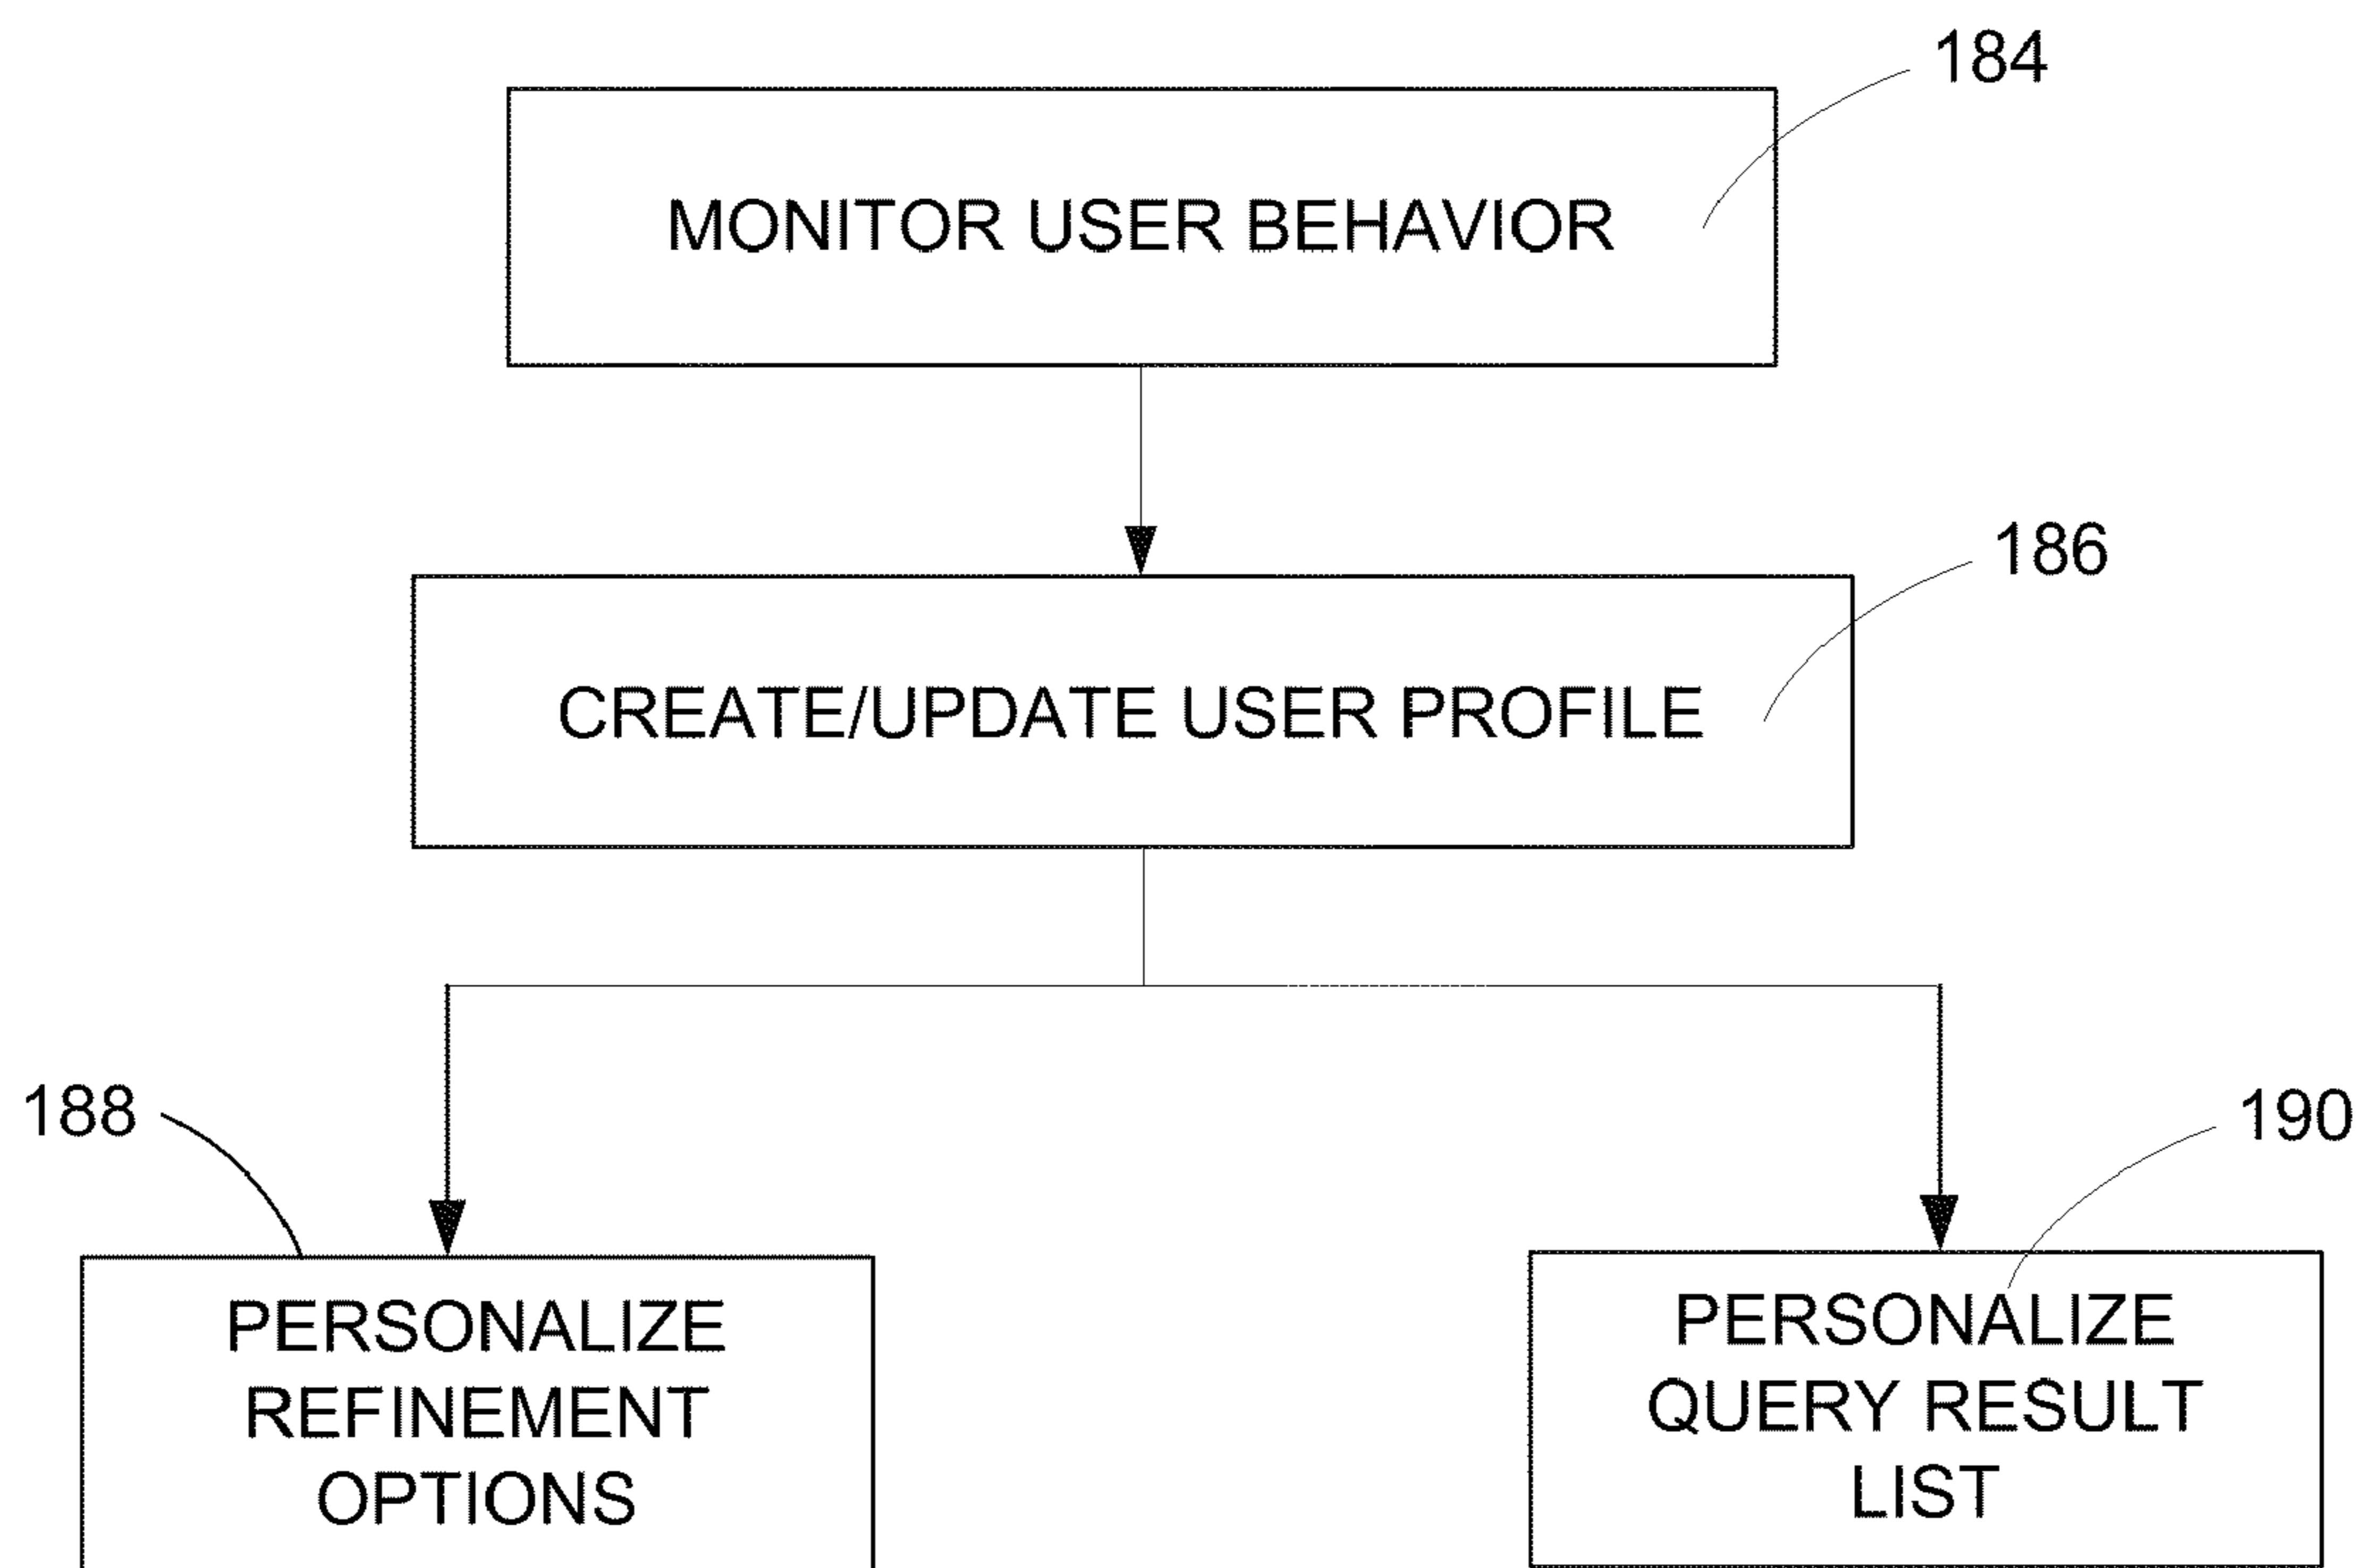 184
MONITOR USER BEHAVIOR
186
CREATE/UPDATE USER PROFILE
188
190
PERSONALIZE
REFINEMENT
OPTIONS
PERSONALIZE
QUERY RESULT
LIST